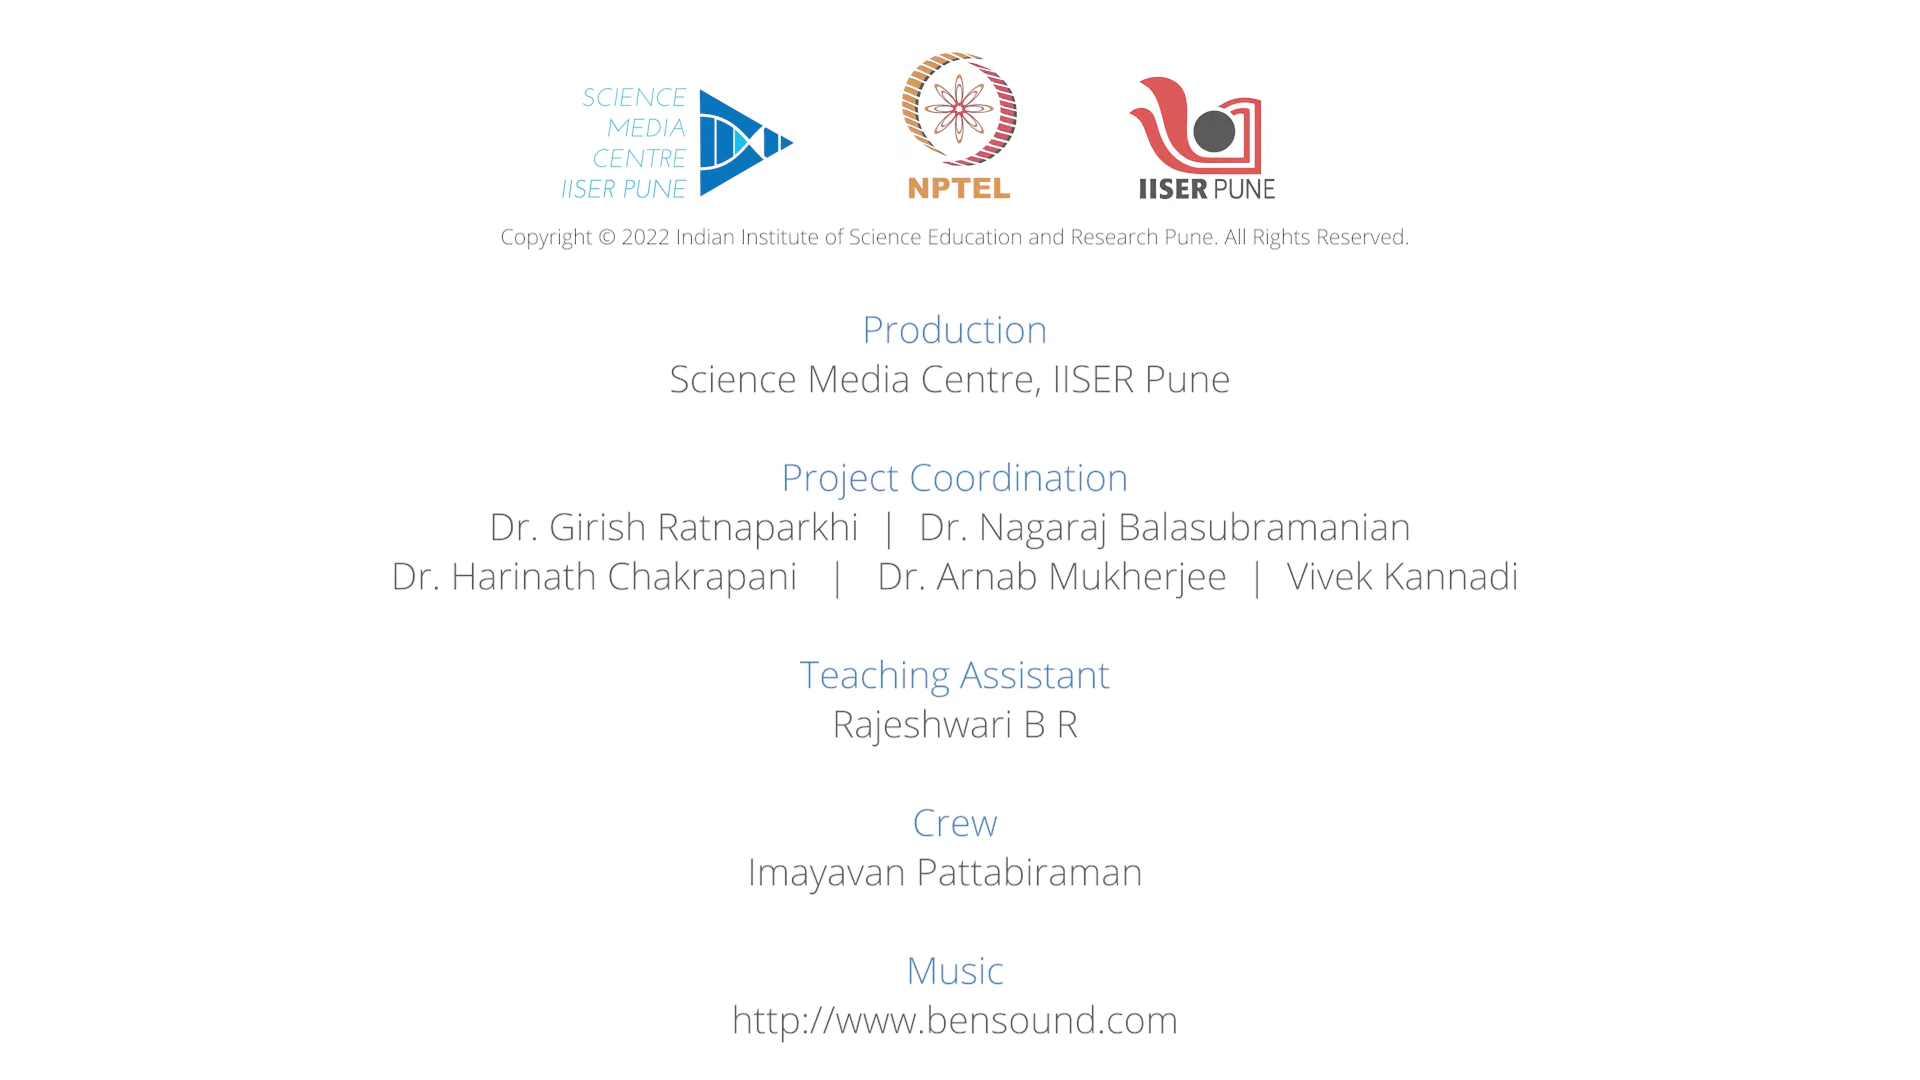 SCIENCE
MEDIA
CENTRE
IISER PUNE
NPTEL
IISER PUNE
Copyright © 2022 Indian Institute of Science Education and Research Pune. All Rights Reserved.
Production
Science Media Centre, IISER Pune
Project Coordination
Dr. Girish Ratnaparkhi | Dr. Nagaraj Balasubramanian
Dr. Harinath Chakrapani | Dr. Arnab Mukherjee | Vivek Kannadi
Teaching Assistant
Rajeshwari B R
Crew
Imayavan Pattabiraman
Music
http://www.bensound.com